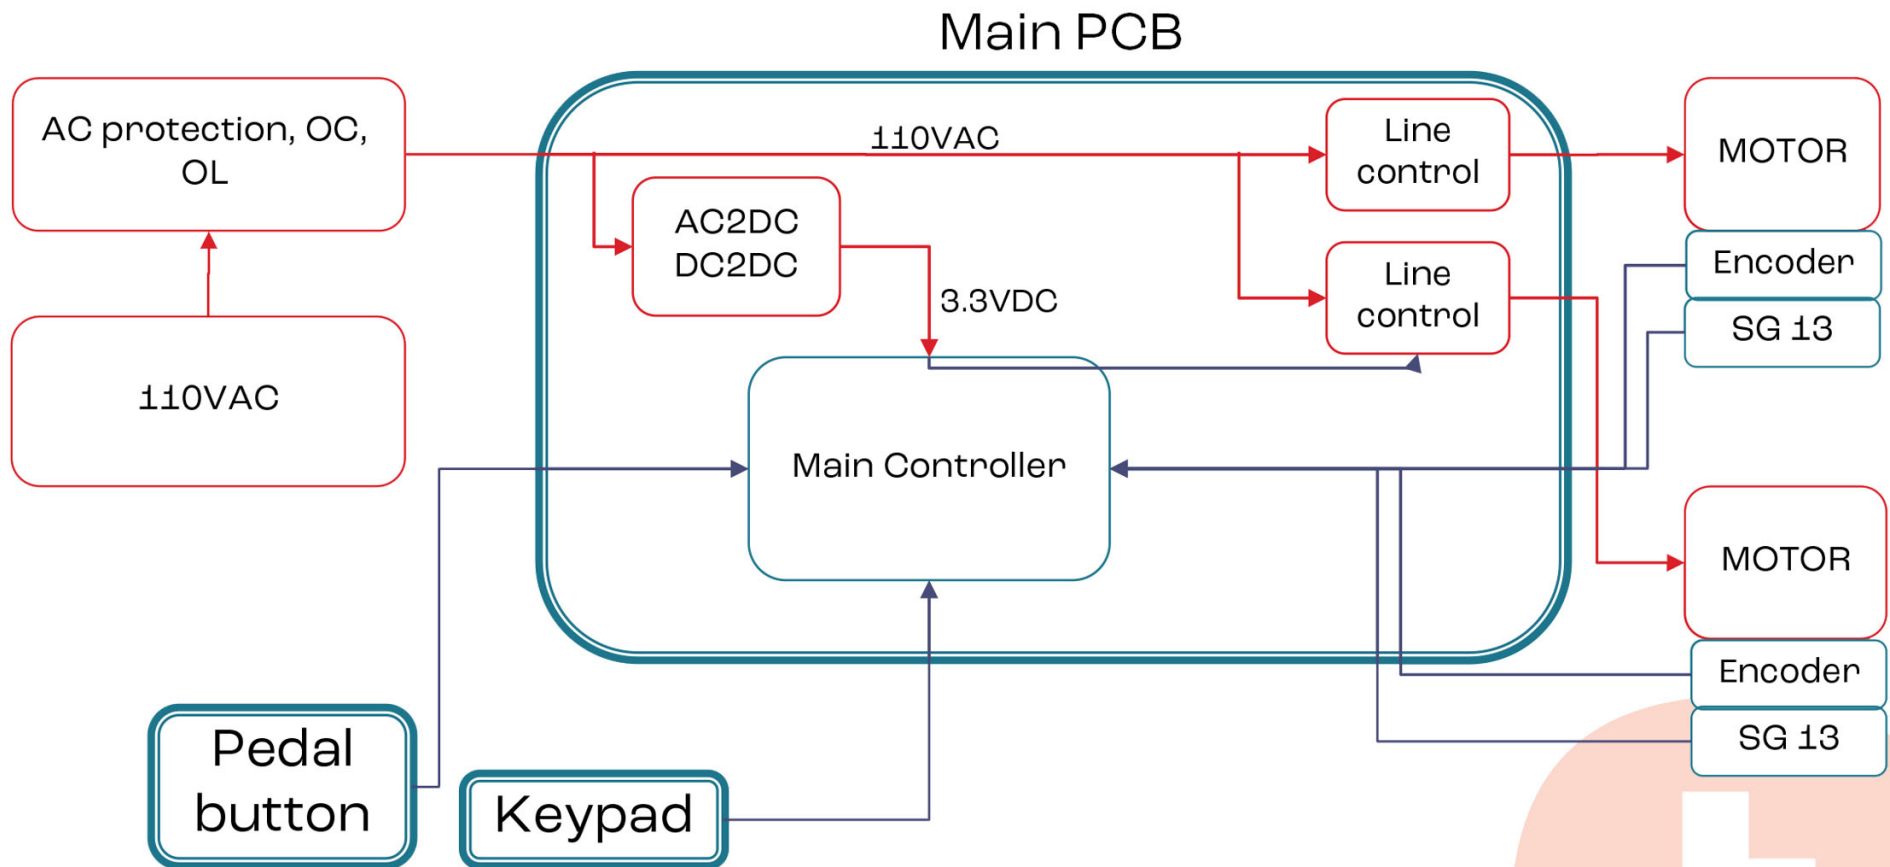 Main PCB
AC protection, OC,
OL
110VAC
Line
control
MOTOR
AC2DC
DC2DC
3.3VDC
Line
control
Encoder
SG 13
110VAC
Main Controller
MOTOR
Encoder
SG 13
Pedal
button
Keypad